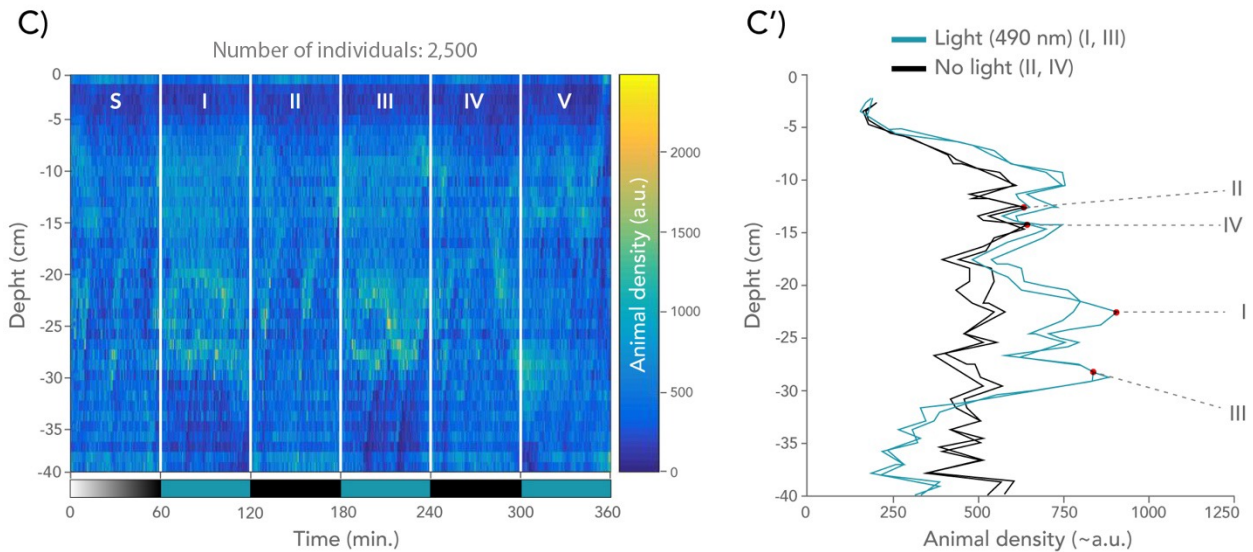 C)
Number of individuals: 2,500
S I II III IV V
0
-5
-10
-15
-20
-25
-30
-35
-40
Depht (cm)
0 60 120 180 240 300 360
Time (min.)
2000
1500
1000
500
0
Animal density (a.u.)
C')
Light (490 nm) (I, III)
No light (II, IV)
0
-5
-10
-15
-20
-25
-30
-35
-40
Depht (cm)
II
IV
I
III
0 250 500 750 1000 1250
Animal density (~a.u.)